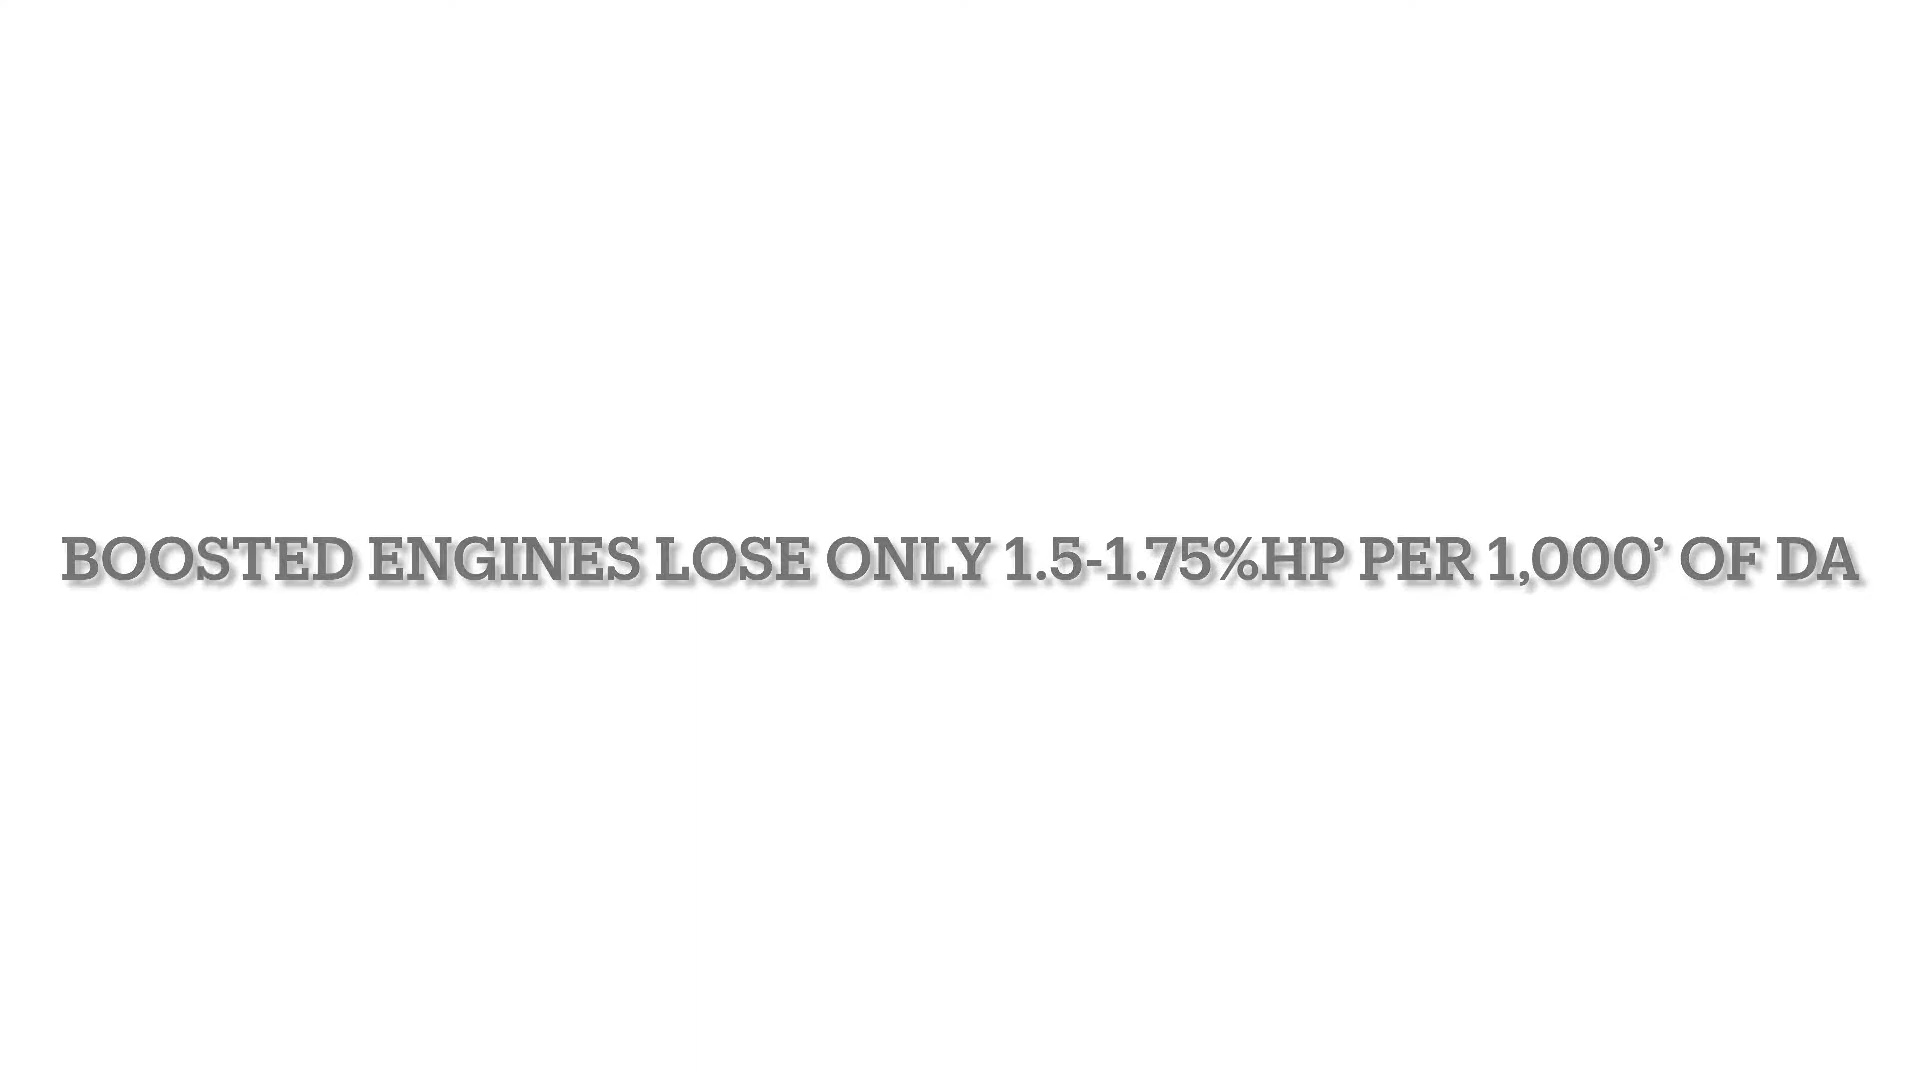 BOOSTED ENGINES LOSE ONLY 1.5-1.75%HP PER 1,000’ OF DA